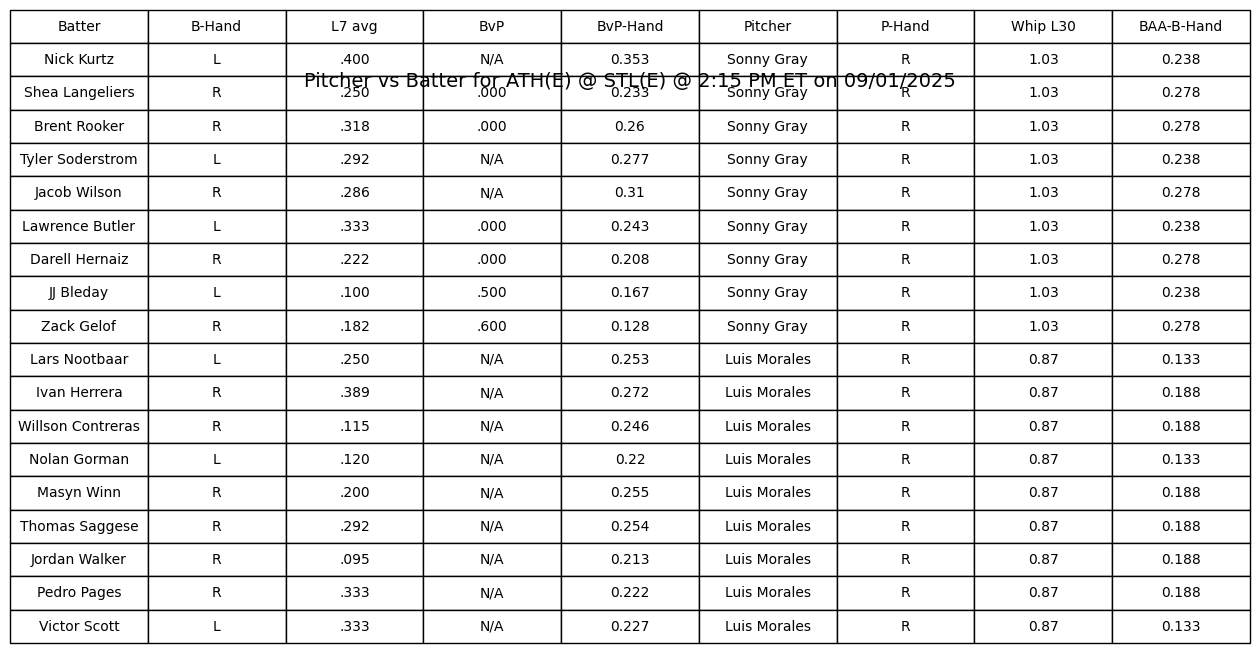 Batter B-Hand L7 avg BvP BvP-Hand Pitcher P-Hand Whip L30 BAA-B-Hand
Nick Kurtz L .400 N/A 0.353 Sonny Gray R 1.03 0.238
Pitcher vs Batter for ATH(E) @ STL(E) @ 2:15 PM ET on 09/01/2025
Shea Langeliers R .250 .000 0.233 Sonny Gray R 1.03 0.278
Brent Rooker R .318 .000 0.26 Sonny Gray R 1.03 0.278
Tyler Soderstrom L .292 N/A 0.277 Sonny Gray R 1.03 0.238
Jacob Wilson R .286 N/A 0.31 Sonny Gray R 1.03 0.278
Lawrence Butler L .333 .000 0.243 Sonny Gray R 1.03 0.238
Darell Hernaiz R .222 .000 0.208 Sonny Gray R 1.03 0.278
JJ Bleday L .100 .500 0.167 Sonny Gray R 1.03 0.238
Zack Gelof R .182 .600 0.128 Sonny Gray R 1.03 0.278
Lars Nootbaar L .250 N/A 0.253 Luis Morales R 0.87 0.133
Ivan Herrera R .389 N/A 0.272 Luis Morales R 0.87 0.188
Willson Contreras R .115 N/A 0.246 Luis Morales R 0.87 0.188
Nolan Gorman L .120 N/A 0.22 Luis Morales R 0.87 0.133
Masyn Winn R .200 N/A 0.255 Luis Morales R 0.87 0.188
Thomas Saggese R .292 N/A 0.254 Luis Morales R 0.87 0.188
Jordan Walker R .095 N/A 0.213 Luis Morales R 0.87 0.188
Pedro Pages R .333 N/A 0.222 Luis Morales R 0.87 0.188
Victor Scott L .333 N/A 0.227 Luis Morales R 0.87 0.133